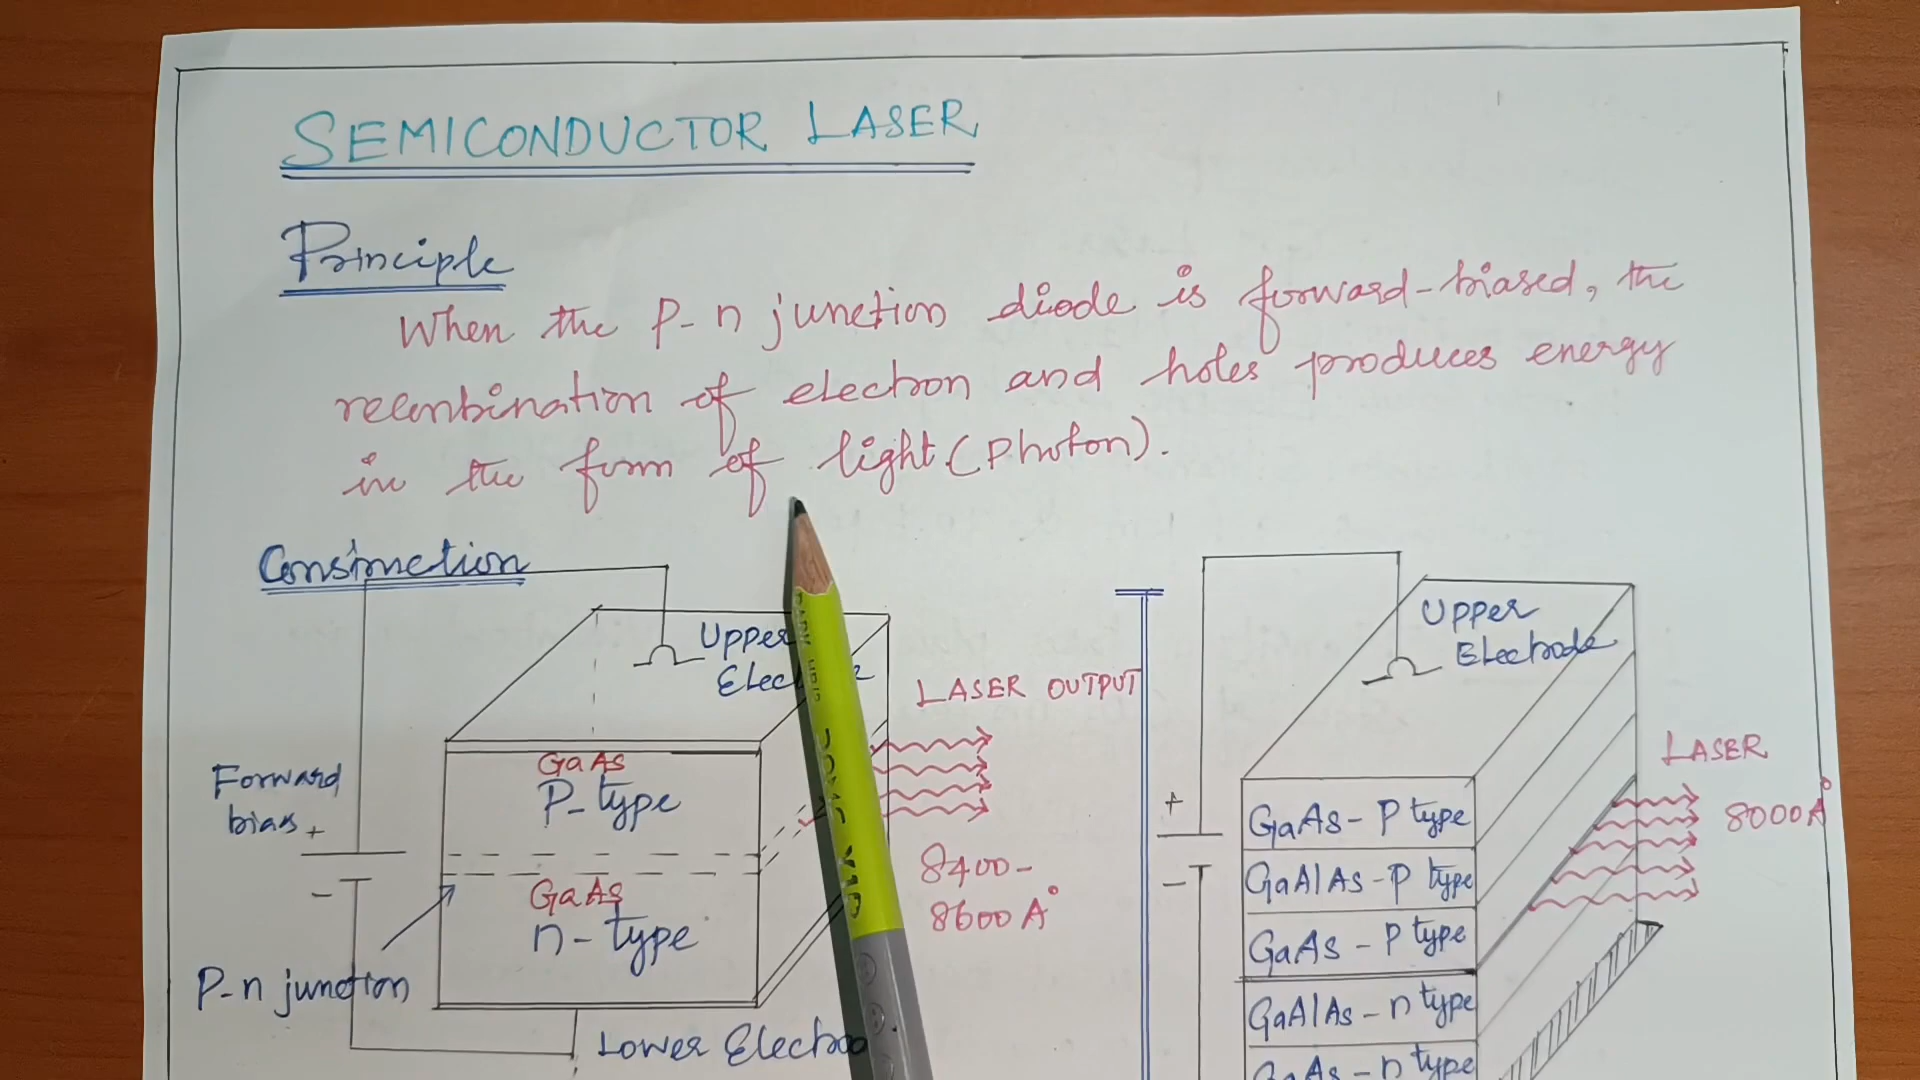 SEMICONDUCTOR LASER
Principle
When the P-n junction diode is forward-biased, the
recombination of electron and holes produces energy
in the form of light (Photon).
Construction
Upper
LASER OUTPUT
GaAs
P-type
Forward
bias +
-
GaAs
n-type
8400-
8600 A°
P-n junction
Lower Electro
Upper
Electrode
LASER
8000A°
+
-
GaAs - P type
GaAlAs - P type
GaAs - P type
GaAlAs - n type
GaAs - n type